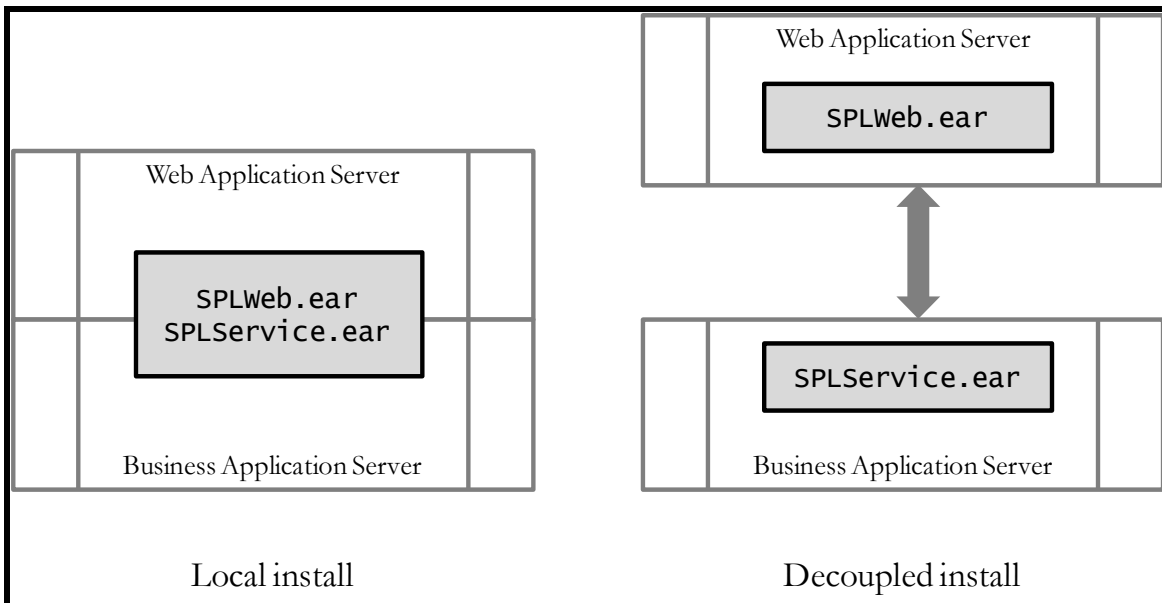 Web Application Server
SPLWeb.ear
SPLService.ear
Business Application Server
Local install
Web Application Server
SPLWeb.ear
SPLService.ear
Business Application Server
Decoupled install